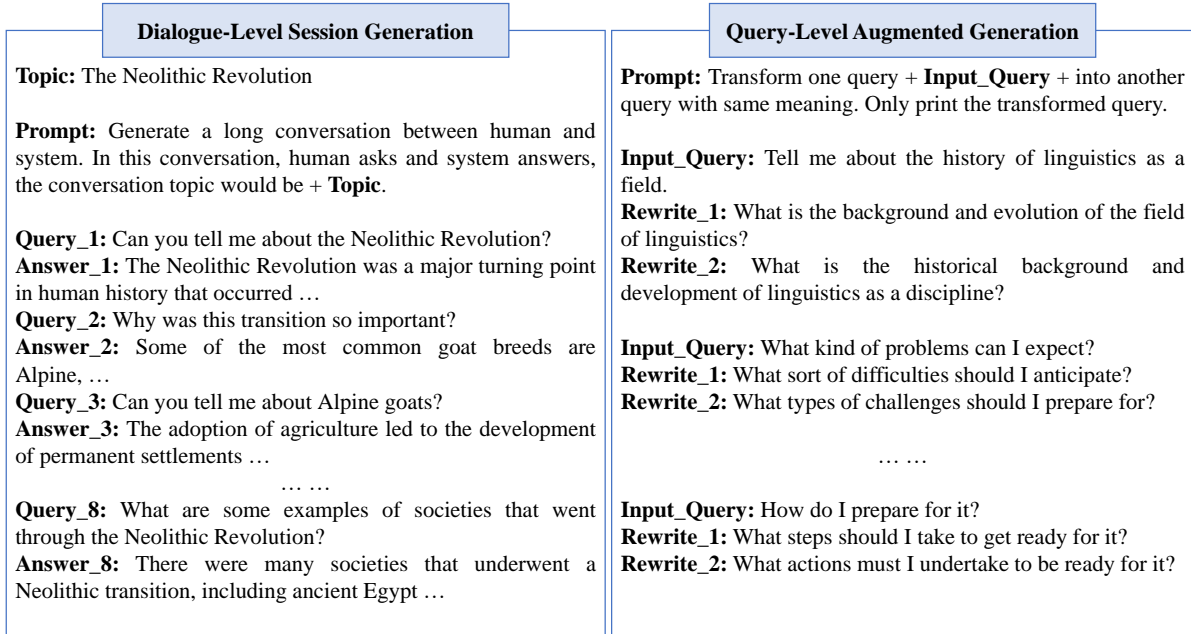 Dialogue-Level Session Generation
Topic: The Neolithic Revolution
Prompt: Generate a long conversation between human and
system. In this conversation, human asks and system answers,
the conversation topic would be + Topic.
Query_1: Can you tell me about the Neolithic Revolution?
Answer_1: The Neolithic Revolution was a major turning point
in human history that occurred …
Query_2: Why was this transition so important?
Answer_2: Some of the most common goat breeds are
Alpine, …
Query_3: Can you tell me about Alpine goats?
Answer_3: The adoption of agriculture led to the development
of permanent settlements …
… …
Query_8: What are some examples of societies that went
through the Neolithic Revolution?
Answer_8: There were many societies that underwent a
Neolithic transition, including ancient Egypt …
Query-Level Augmented Generation
Prompt: Transform one query + Input_Query + into another
query with same meaning. Only print the transformed query.
Input_Query: Tell me about the history of linguistics as a
field.
Rewrite_1: What is the background and evolution of the field
of linguistics?
Rewrite_2: What is the historical background and
development of linguistics as a discipline?
Input_Query: What kind of problems can I expect?
Rewrite_1: What sort of difficulties should I anticipate?
Rewrite_2: What types of challenges should I prepare for?
… …
Input_Query: How do I prepare for it?
Rewrite_1: What steps should I take to get ready for it?
Rewrite_2: What actions must I undertake to be ready for it?